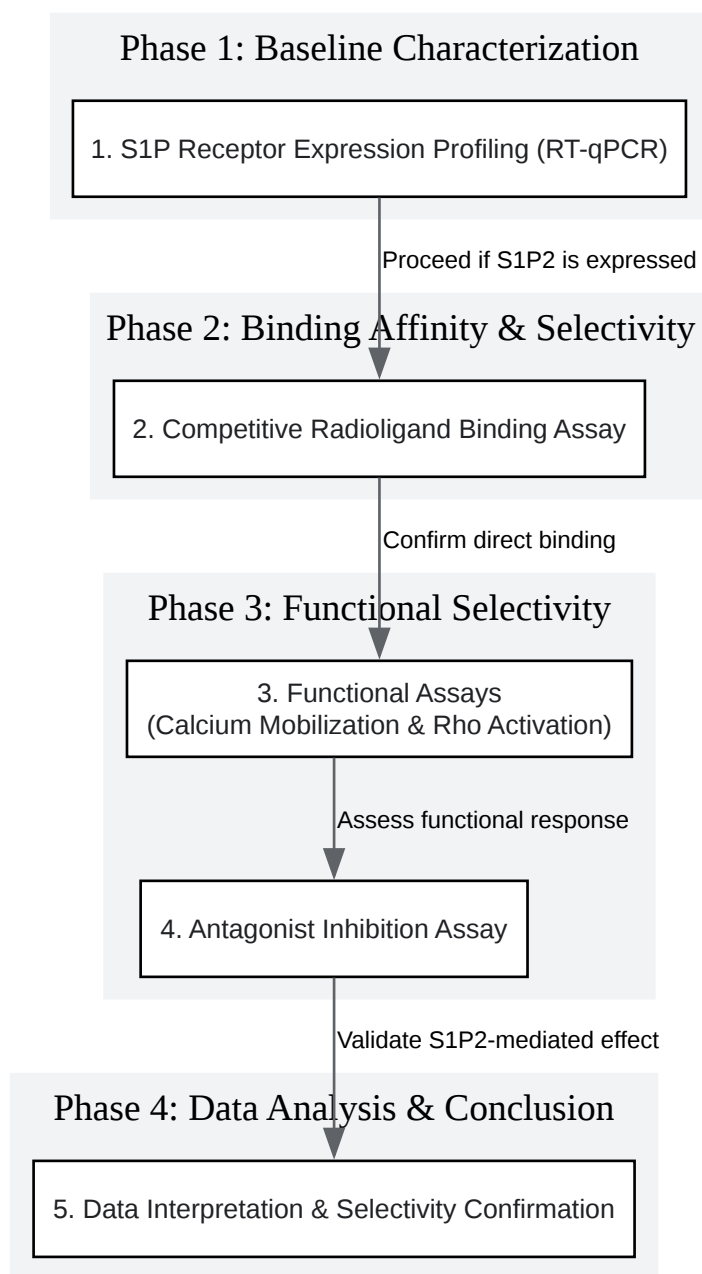 Phase 1: Baseline Characterization
1. S1P Receptor Expression Profiling (RT-qPCR)
Proceed if S1P2 is expressed
Phase 2: Binding Affinity & Selectivity
2. Competitive Radioligand Binding Assay
Confirm direct binding
Phase 3: Functional Selectivity
3. Functional Assays
(Calcium Mobilization & Rho Activation)
Assess functional response
4. Antagonist Inhibition Assay
Validate S1P2-mediated effect
Phase 4: Data Analysis & Conclusion
5. Data Interpretation & Selectivity Confirmation